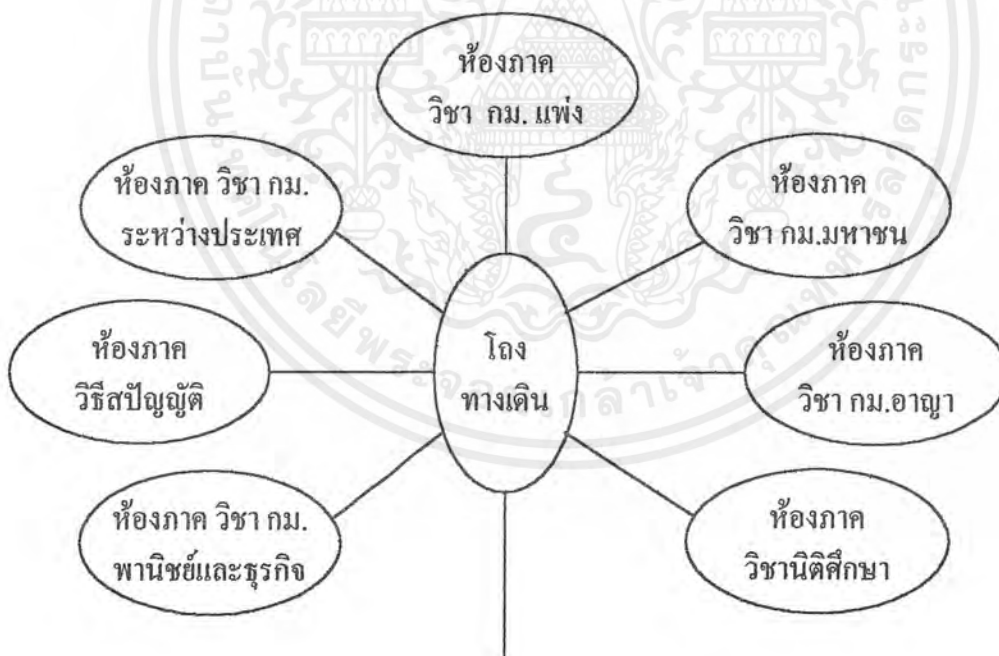 ห้องภาค
วิชา กม. แพ่ง
ห้องภาค วิชา กม.
ระหว่างประเทศ
ห้องภาค
วิชา กม.มหาชน
ห้องภาค
วิธีสปัญญัติ
โถง
ทางเดิน
ห้องภาค
วิชา กม.อาญา
ห้องภาค วิชา กม.
พานิชย์และธุรกิจ
ห้องภาค
วิชานิติศึกษา